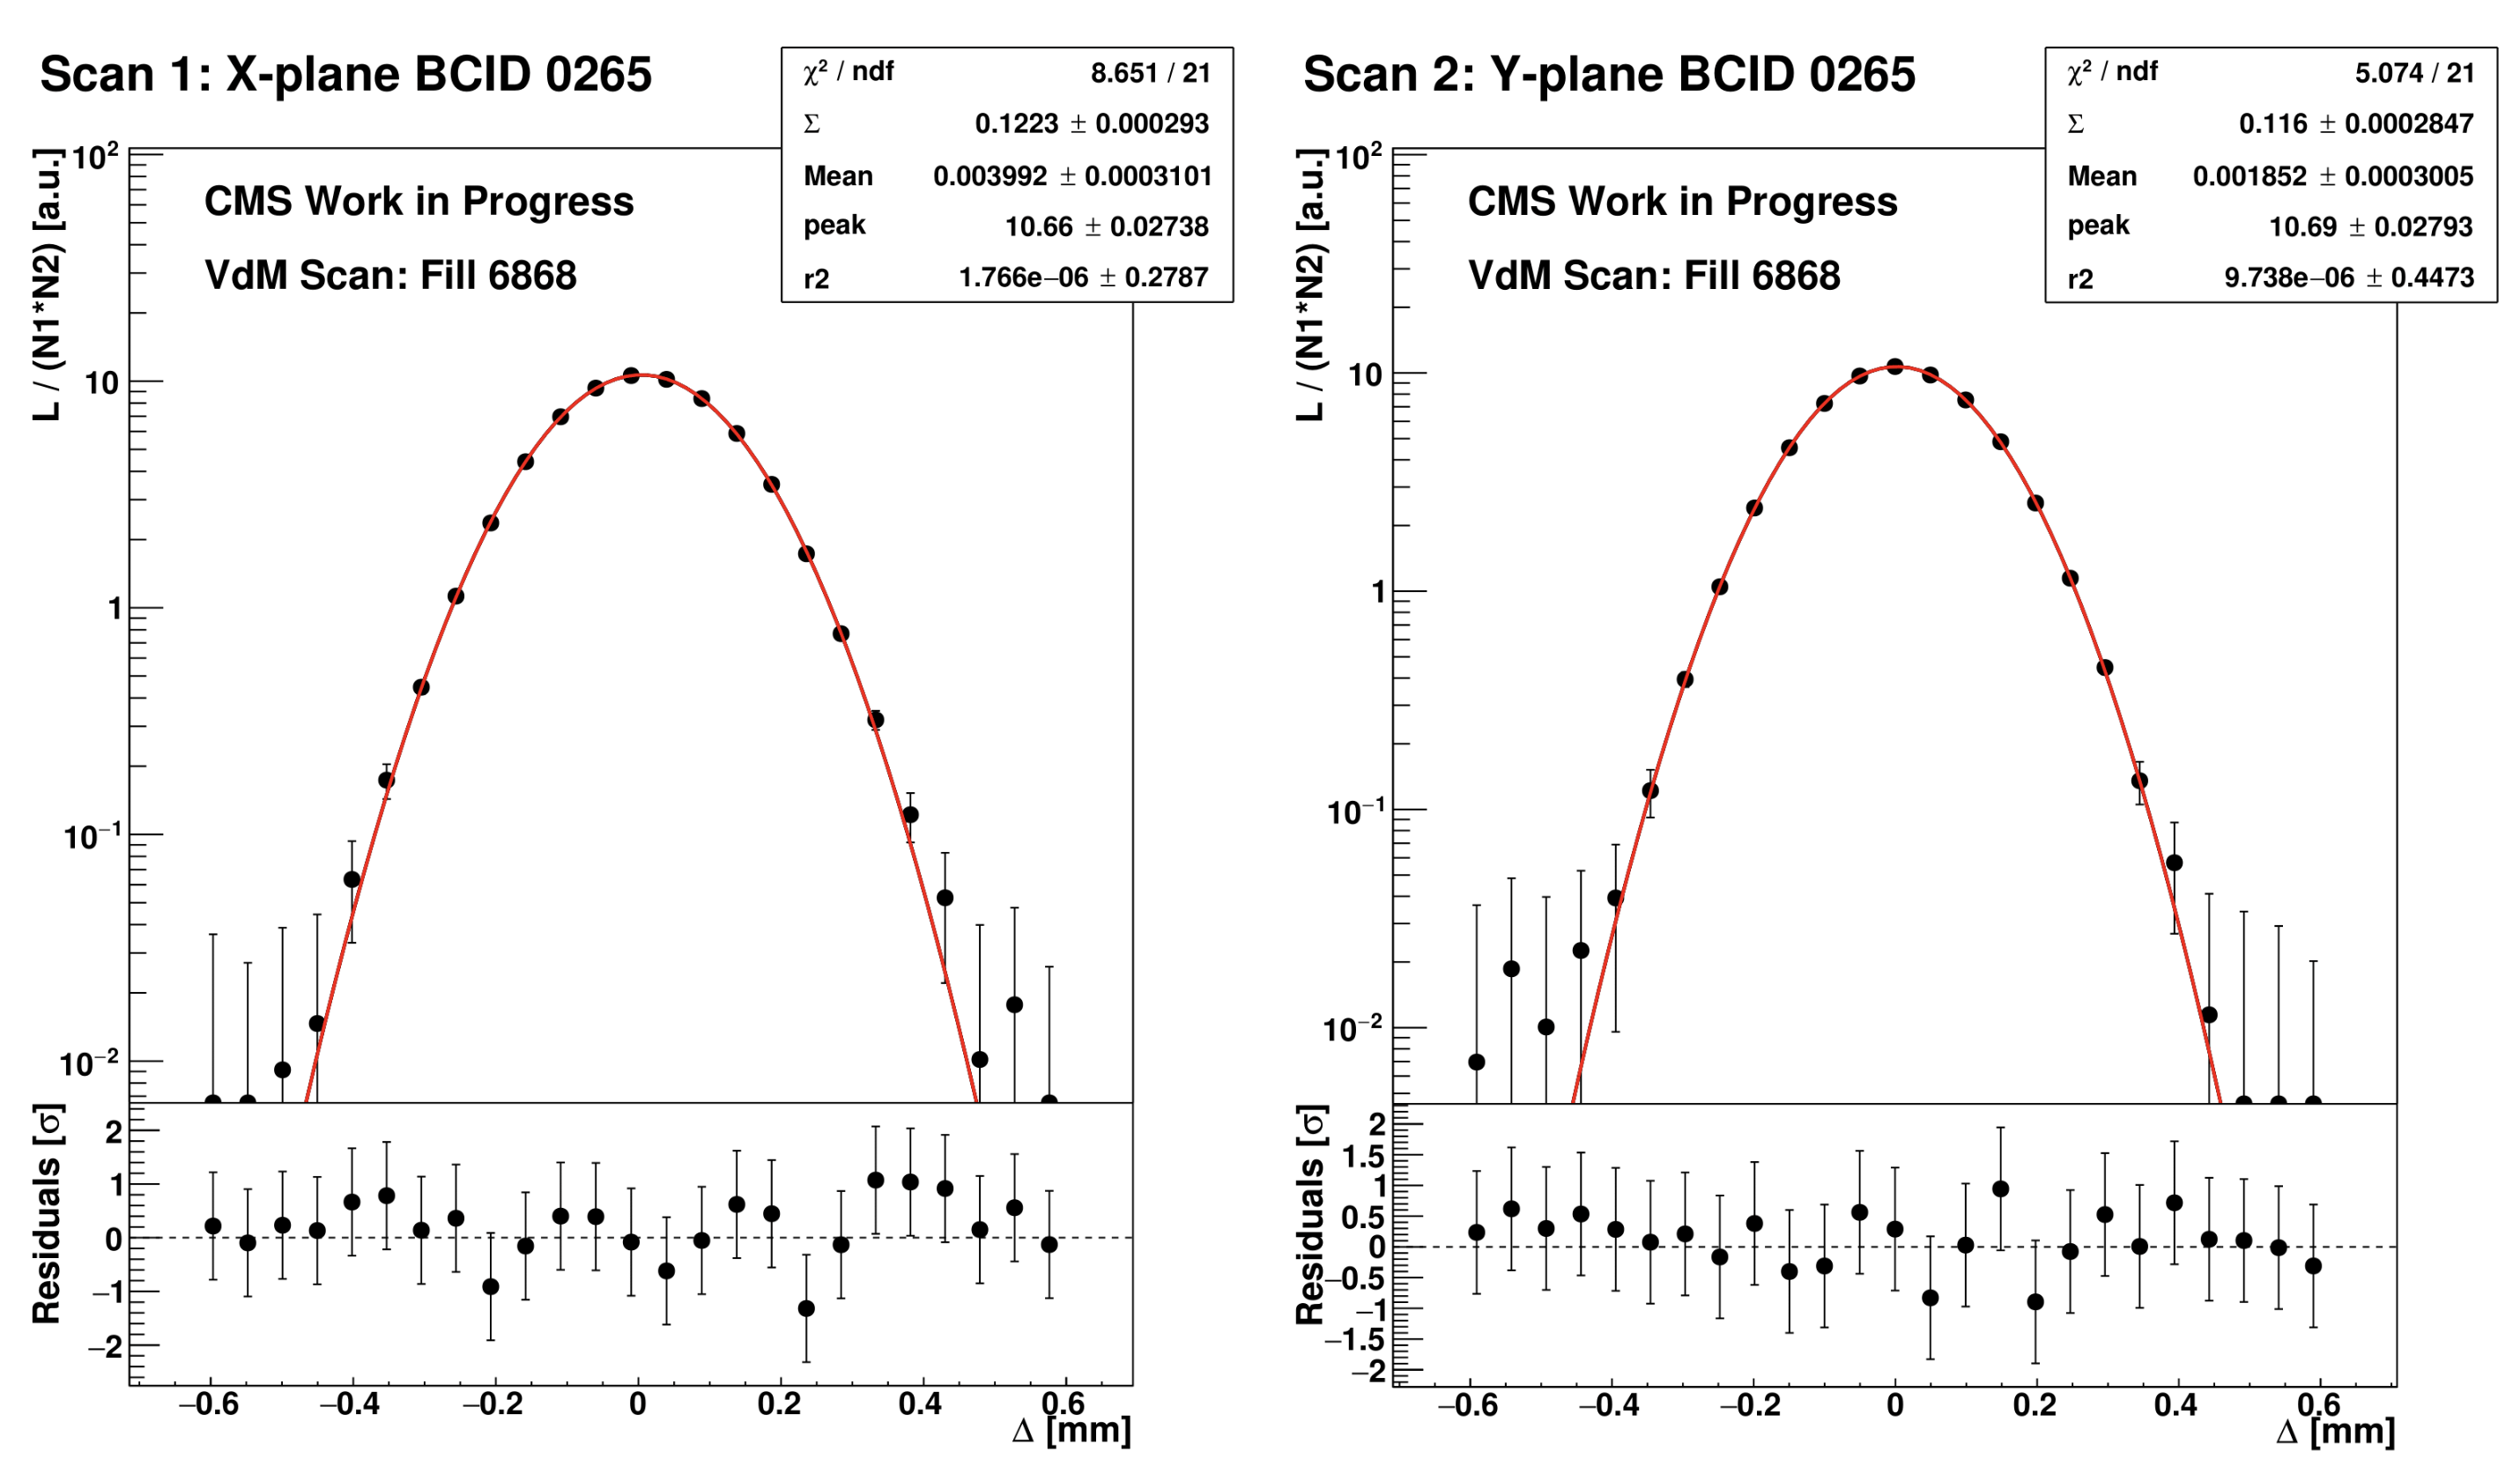 Scan 1: X-plane BCID 0265
χ² / ndf 8.651 / 21
Σ 0.1223 ± 0.000293
Mean 0.003992 ± 0.0003101
peak 10.66 ± 0.02738
r2 1.766e−06 ± 0.2787
CMS Work in Progress
VdM Scan: Fill 6868
L / (N1*N2) [a.u.]
10²
10
1
10⁻¹
10⁻²
Residuals [σ]
2
1
0
−1
−2
−0.6 −0.4 −0.2 0 0.2 0.4 0.6
Δ [mm]
Scan 2: Y-plane BCID 0265
χ² / ndf 5.074 / 21
Σ 0.116 ± 0.0002847
Mean 0.001852 ± 0.0003005
peak 10.69 ± 0.02793
r2 9.738e−06 ± 0.4473
CMS Work in Progress
VdM Scan: Fill 6868
L / (N1*N2) [a.u.]
10²
10
1
10⁻¹
10⁻²
Residuals [σ]
2
1.5
1
0.5
0
−0.5
−1
−1.5
−2
−0.6 −0.4 −0.2 0 0.2 0.4 0.6
Δ [mm]